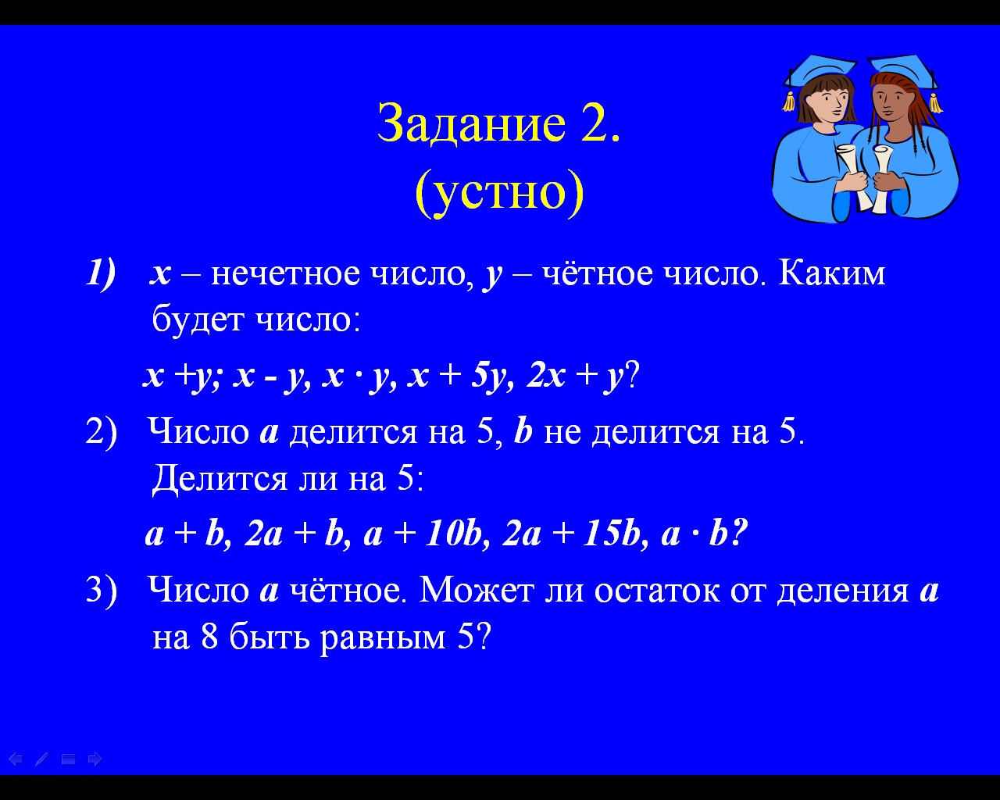 Задание 2.
(устно)
1) x – нечетное число, y – чётное число. Каким
будет число:
x +y; x - y, x · y, x + 5y, 2x + y?
2) Число a делится на 5, b не делится на 5.
Делится ли на 5:
a + b, 2a + b, a + 10b, 2a + 15b, a · b?
3) Число a чётное. Может ли остаток от деления a
на 8 быть равным 5?